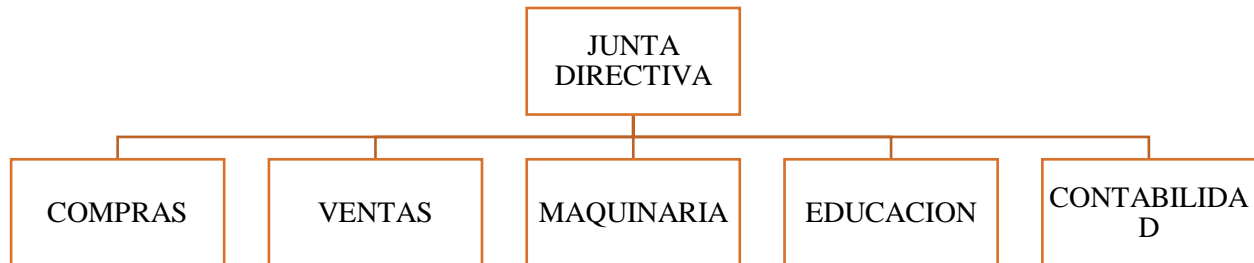 JUNTA
DIRECTIVA
COMPRAS
VENTAS
MAQUINARIA
EDUCACION
CONTABILIDA
D